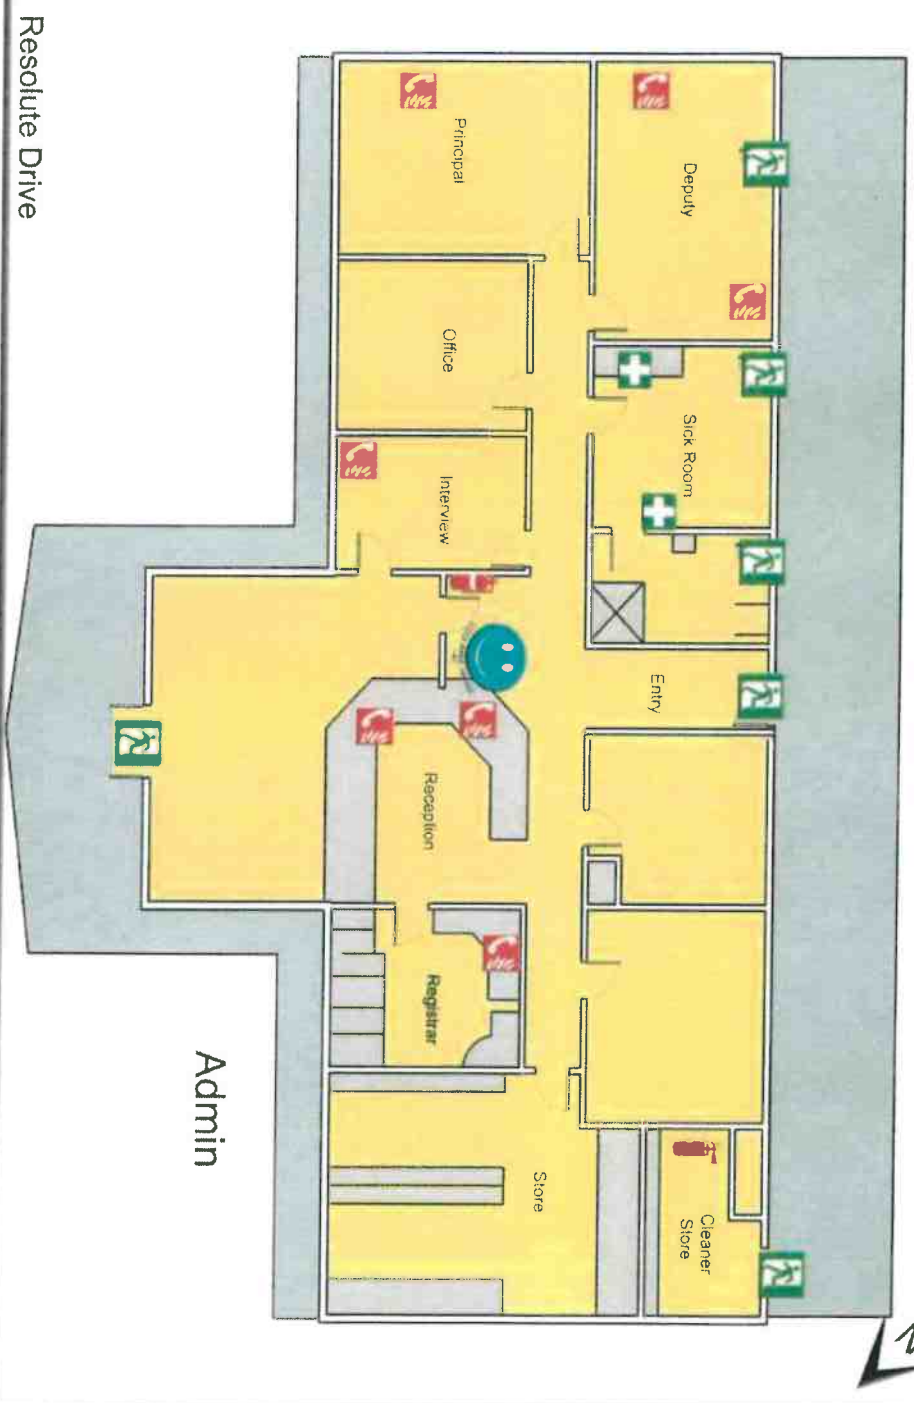 Resolute Drive
Principal
Deputy
Office
Sick Room
Interview
Entry
Reception
Registrar
Admin
Store
Cleaner
Store
N